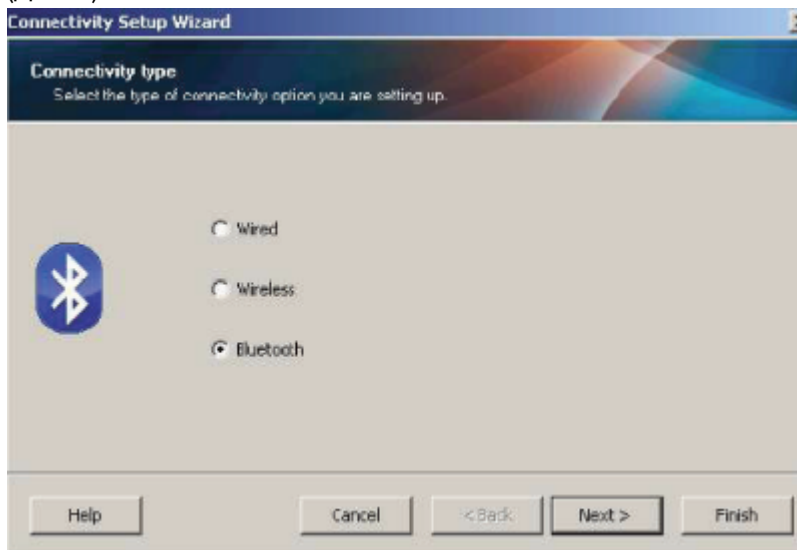 Connectivity Setup Wizard
Connectivity type
Select the type of connectivity option you are setting up.
Wired
Wireless
Bluetooth
Help
Cancel
< Back
Next >
Finish